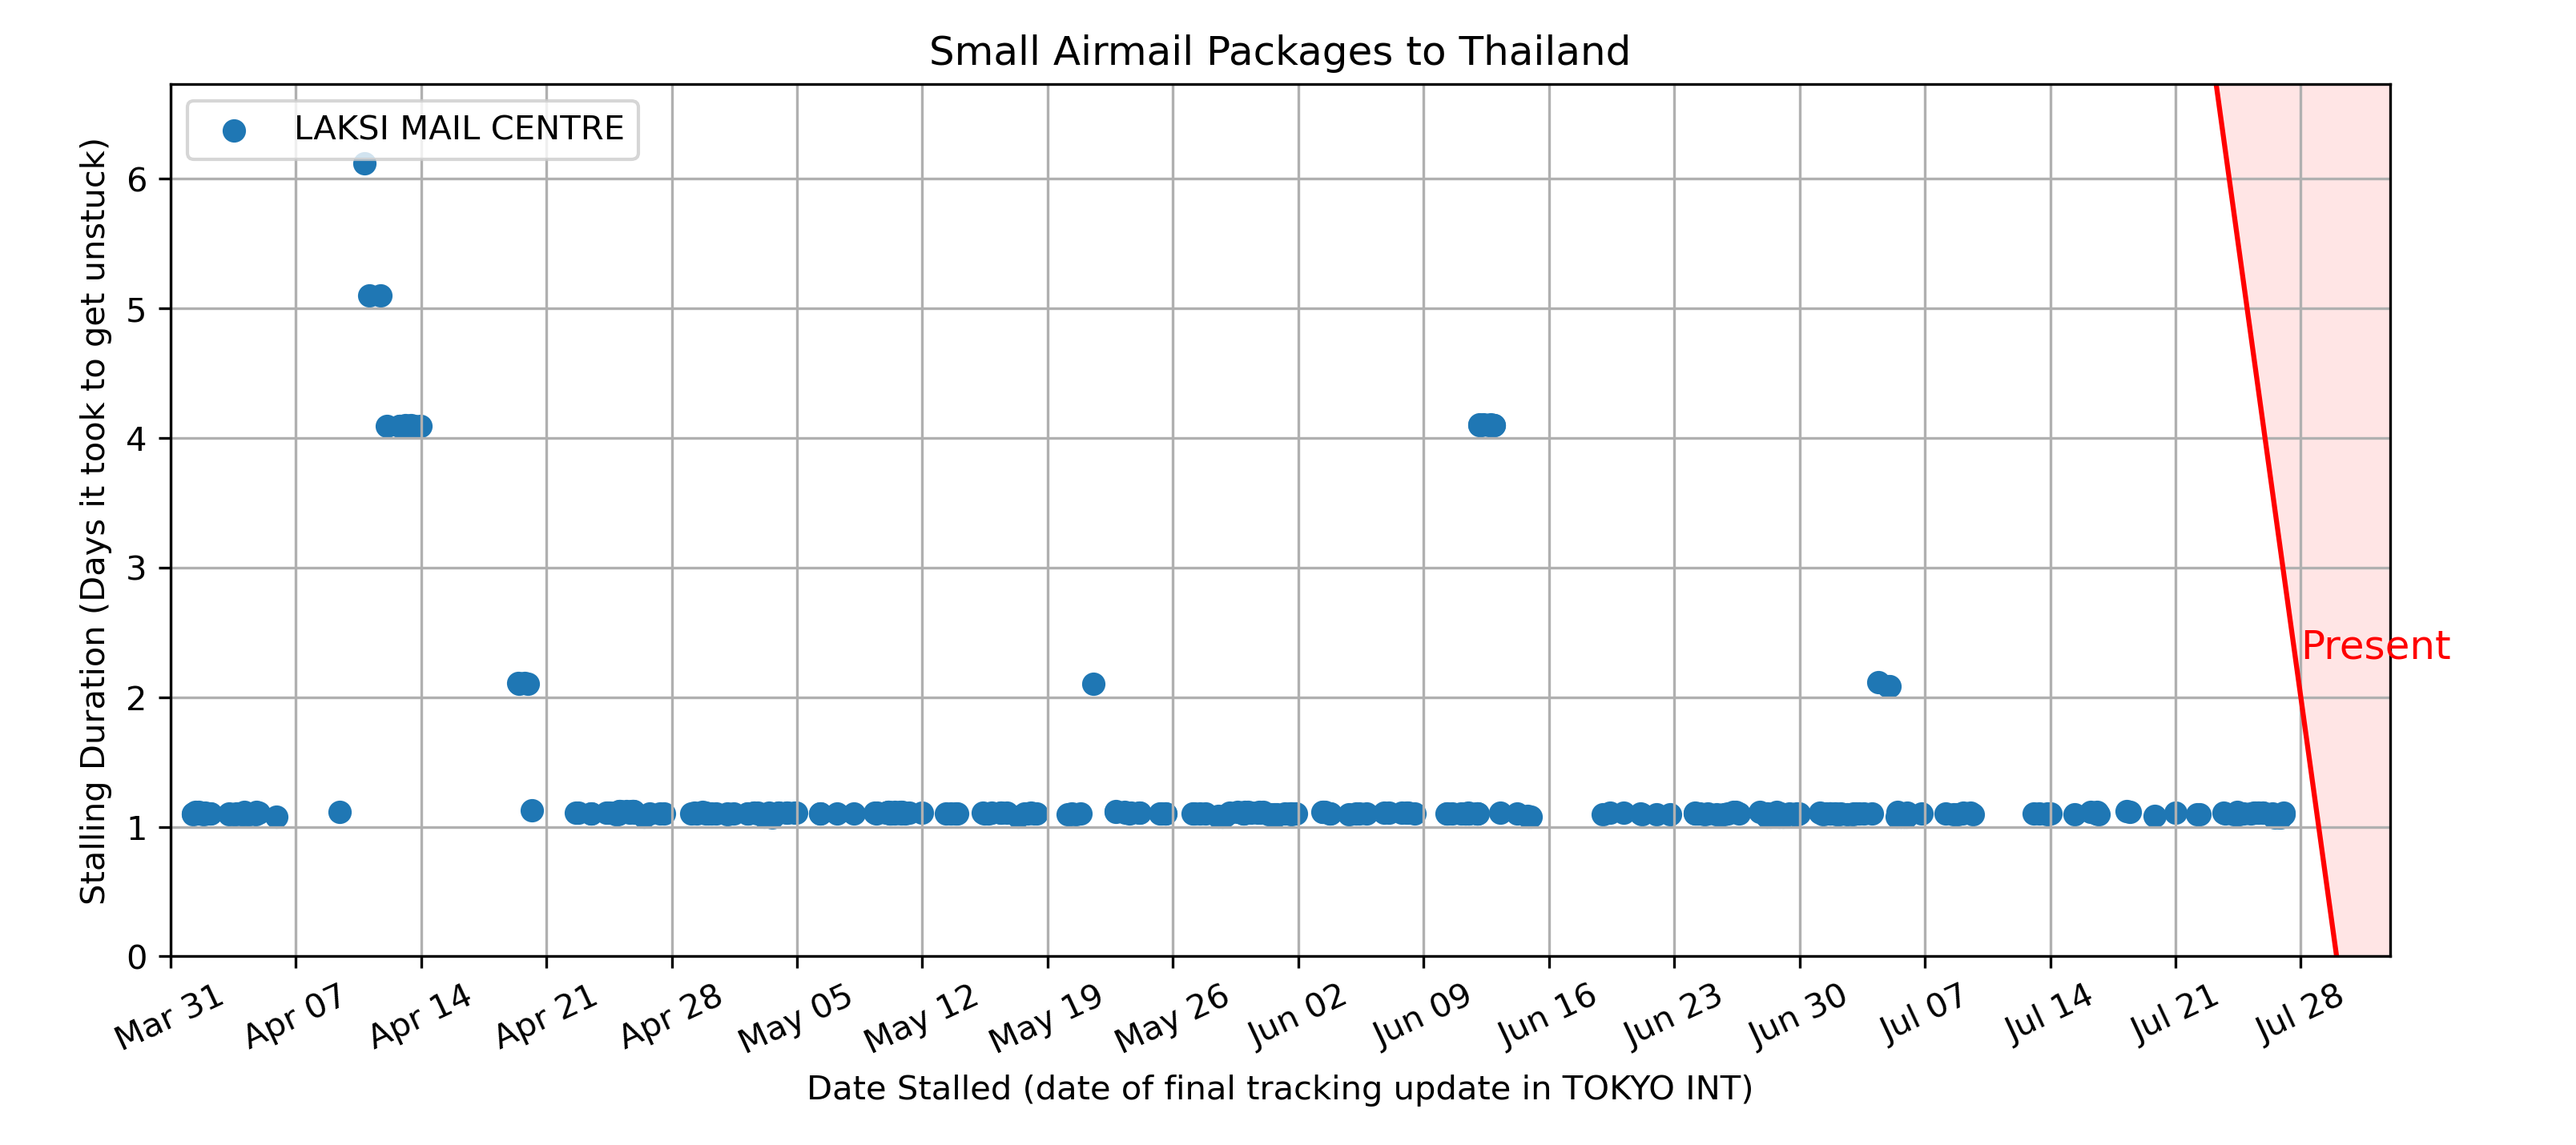 Small Airmail Packages to Thailand
LAKSI MAIL CENTRE
Stalling Duration (Days it took to get unstuck)
6
5
4
3
2
1
0
Present
Mar 31
Apr 07
Apr 14
Apr 21
Apr 28
May 05
May 12
May 19
May 26
Jun 02
Jun 09
Jun 16
Jun 23
Jun 30
Jul 07
Jul 14
Jul 21
Jul 28
Date Stalled (date of final tracking update in TOKYO INT)